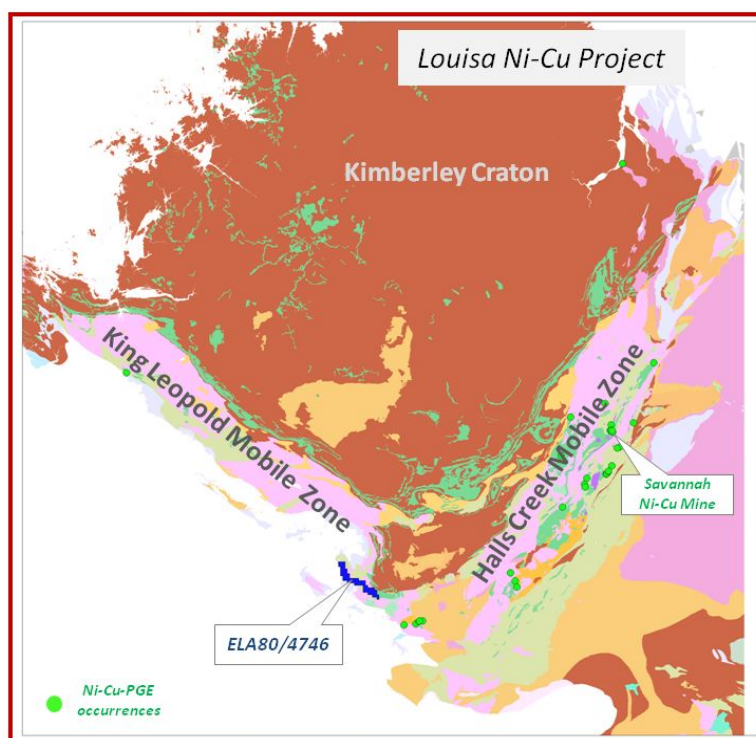 Louisa Ni-Cu Project
Kimberley Craton
King Leopold Mobile Zone
Halls Creek Mobile Zone
Savannah
Ni-Cu Mine
ELA80/4746
Ni-Cu-PGE
occurrences